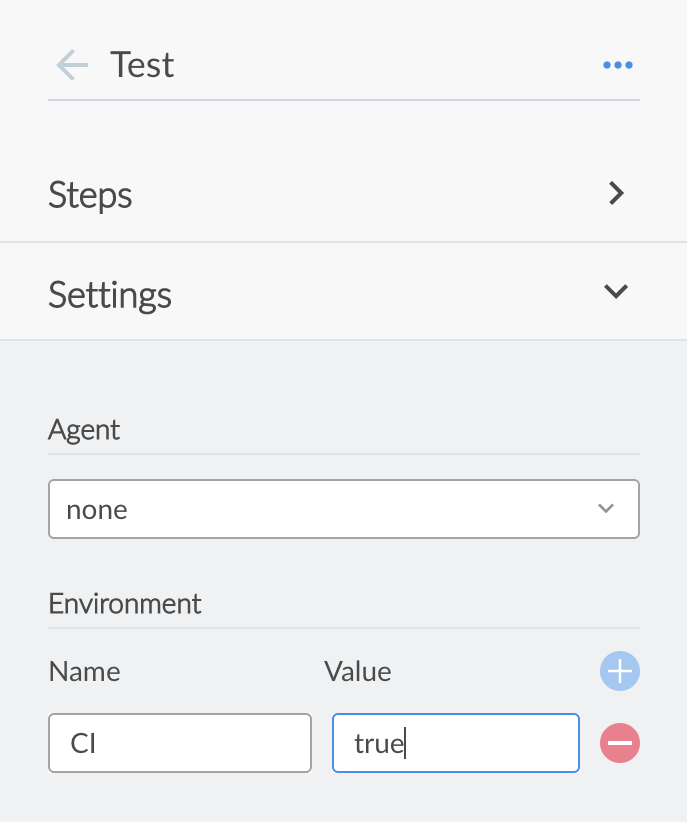 Test
Steps
Settings
Agent
none
Environment
Name Value
CI true